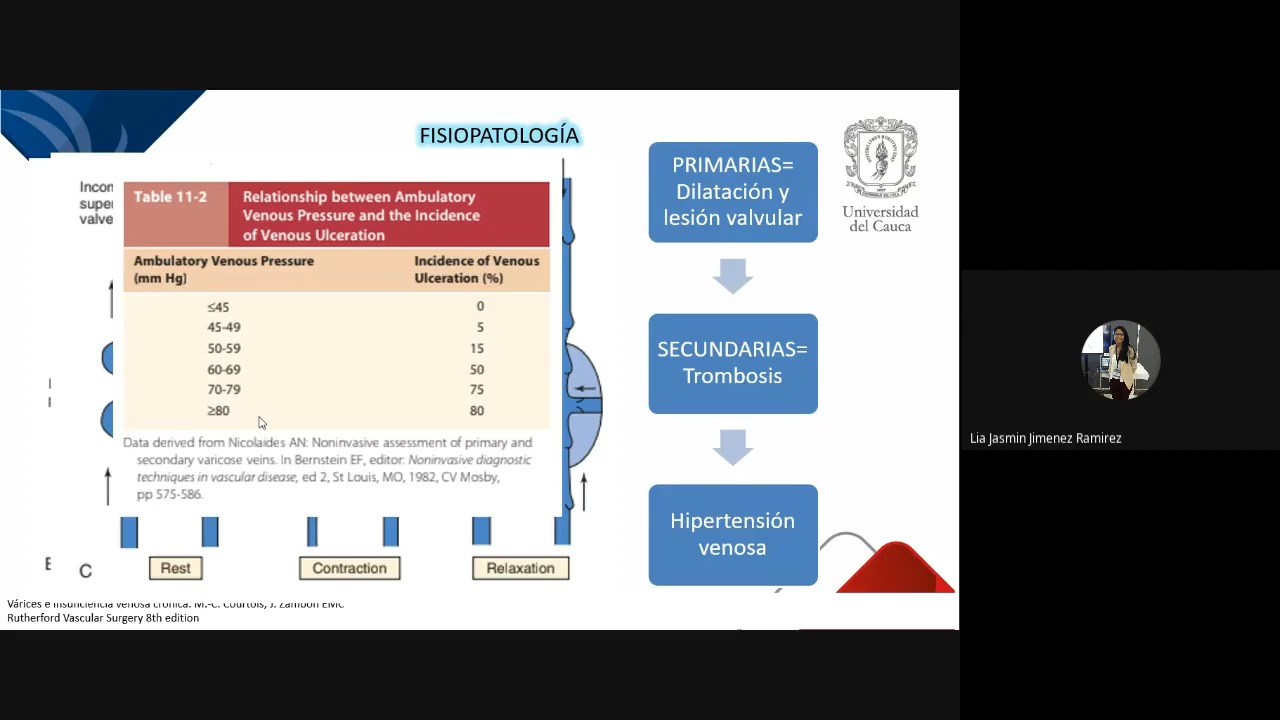 FISIOPATOLOGÍA
Incon
super
valve
Table 11-2
Relationship between Ambulatory
Venous Pressure and the Incidence
of Venous Ulceration
Ambulatory Venous Pressure
(mm Hg)
Incidence of Venous
Ulceration (%)
≤45 0
45-49 5
50-59 15
60-69 50
70-79 75
≥80 80
Data derived from Nicolaides AN: Noninvasive assessment of primary and
secondary varicose veins. In Bernstein EF, editor: Noninvasive diagnostic
techniques in vascular disease, ed 2, St Louis, MO, 1982, CV Mosby,
pp 575-586.
C
Rest
Contraction
Relaxation
Várices e insuficiencia venosa crónica. M.-C. Courtois, J. Zambon EMC
Rutherford Vascular Surgery 8th edition
PRIMARIAS=
Dilatación y
lesión valvular
SECUNDARIAS=
Trombosis
Hipertensión
venosa
Universidad
del Cauca
Lia Jasmin Jimenez Ramirez